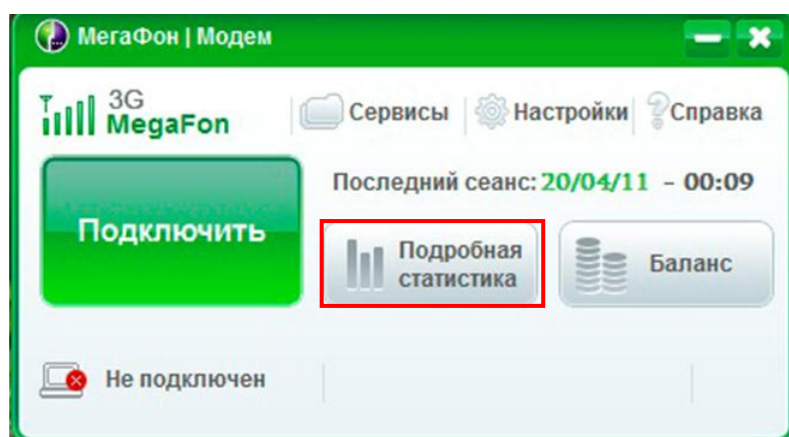 МегаФон | Модем
3G
MegaFon
Сервисы
Настройки
Справка
Последний сеанс: 20/04/11 - 00:09
Подключить
Подробная
статистика
Баланс
Не подключен